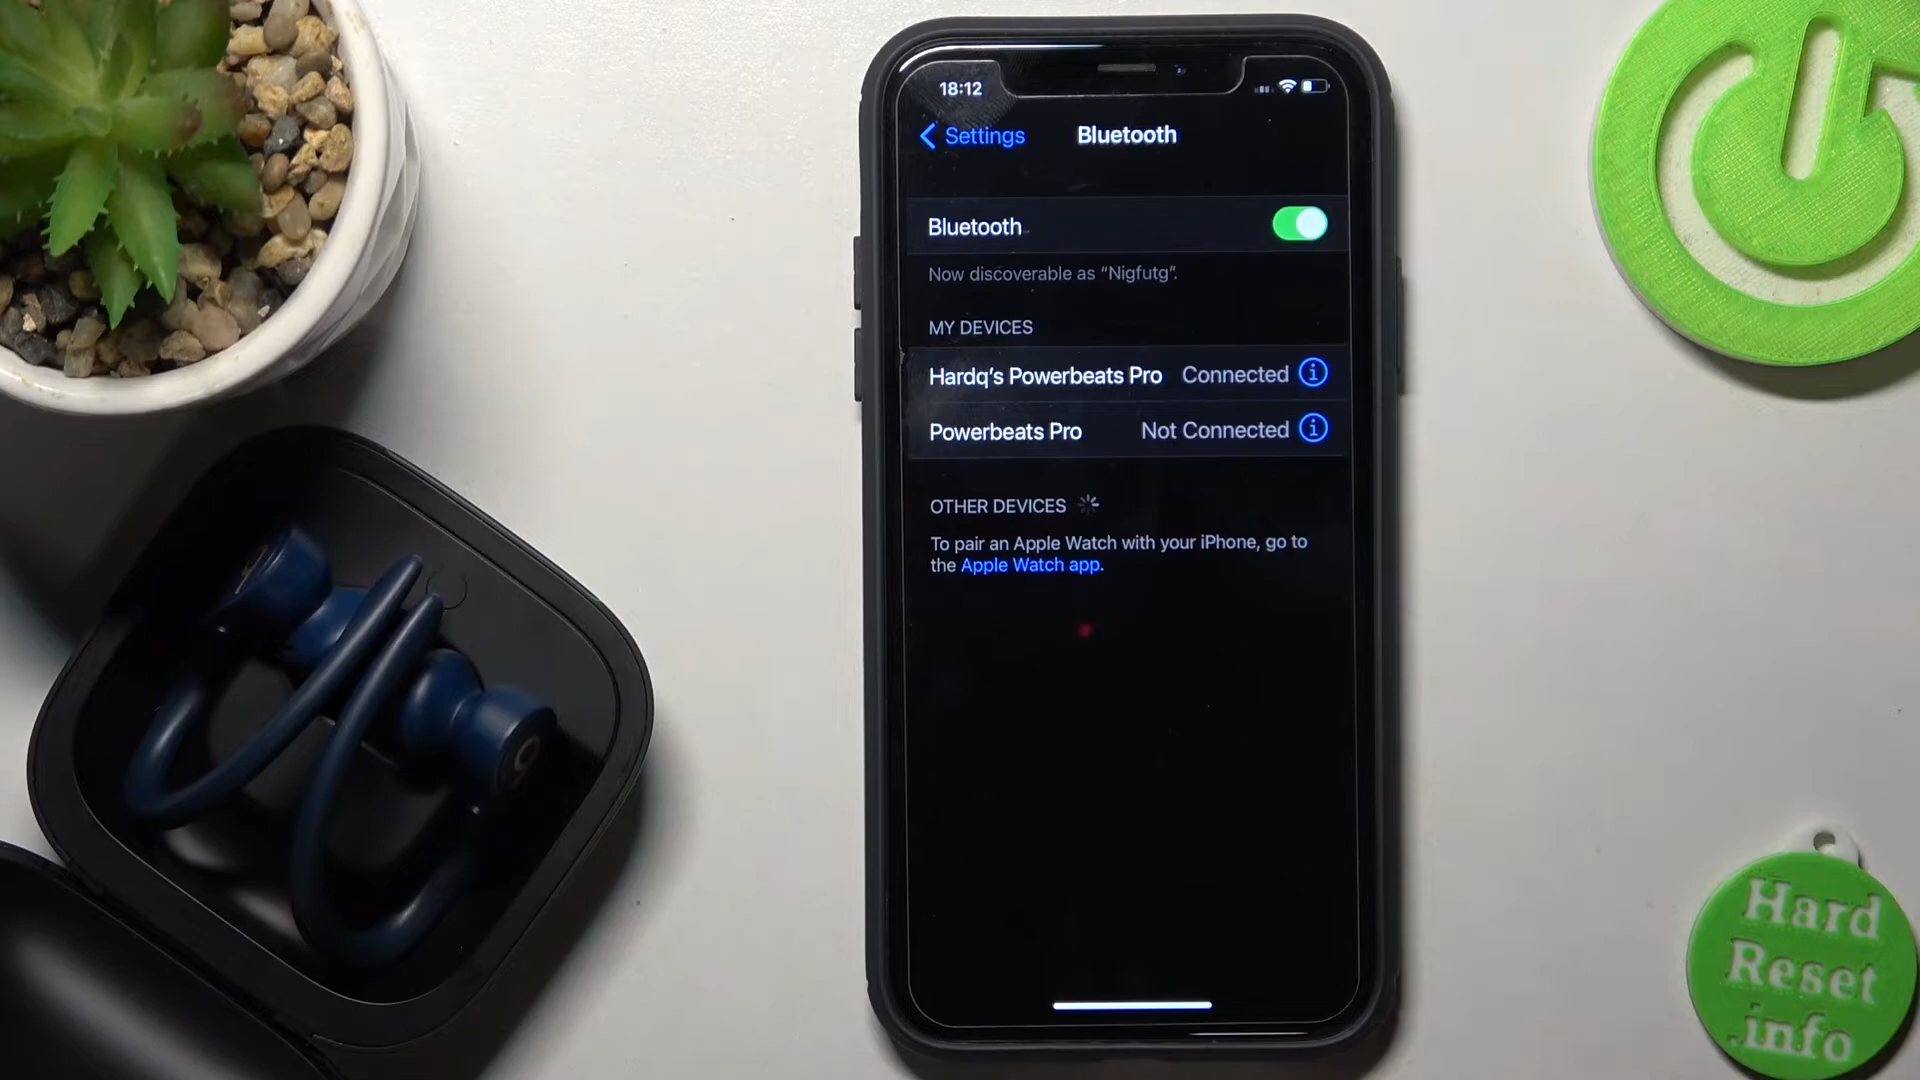 18:12
Settings
Bluetooth
Bluetooth
Now discoverable as “Nigfutg”.
MY DEVICES
Hardq’s Powerbeats Pro Connected
Powerbeats Pro Not Connected
OTHER DEVICES
To pair an Apple Watch with your iPhone, go to
the Apple Watch app.
Hard
Reset
.info